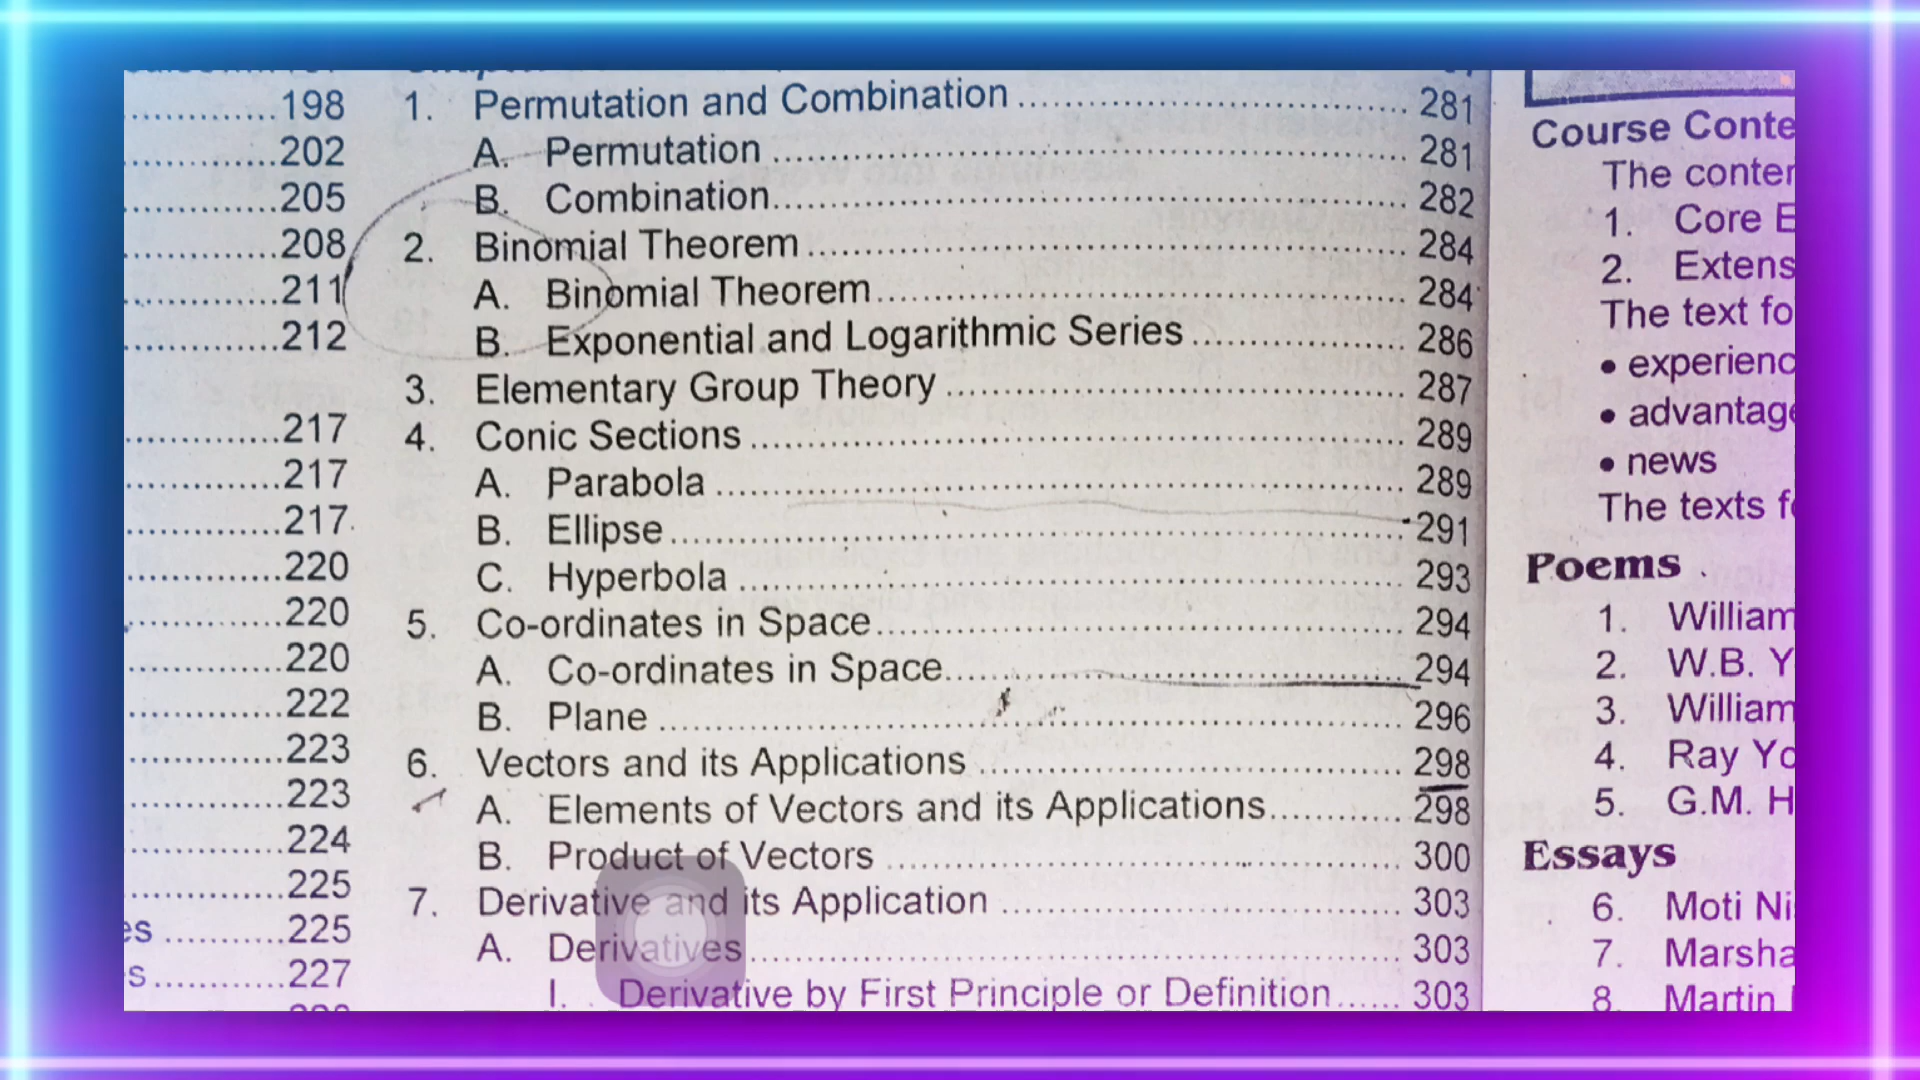 198
202
205
208
211
212
217
217
217
220
220
220
222
223
223
224
225
es ............ 225
s ............ 227
1. Permutation and Combination ........ 281
A. Permutation ........ 281
B. Combination ........ 282
2. Binomial Theorem ........ 284
A. Binomial Theorem ........ 284
B. Exponential and Logarithmic Series ........ 286
3. Elementary Group Theory ........ 287
4. Conic Sections ........ 289
A. Parabola ........ 289
B. Ellipse ........ 291
C. Hyperbola ........ 293
5. Co-ordinates in Space ........ 294
A. Co-ordinates in Space ........ 294
B. Plane ........ 296
6. Vectors and its Applications ........ 298
A. Elements of Vectors and its Applications ........ 298
B. Product of Vectors ........ 300
7. Derivative and its Application ........ 303
A. Derivatives ........ 303
I. Derivative by First Principle or Definition ...... 303
Course Conte
The conten
1. Core E
2. Extens
The text fo
• experienc
• advantage
• news
The texts fo
Poems
1. William
2. W.B. Y
3. William
4. Ray Yo
5. G.M. H
Essays
6. Moti Ni
7. Marsha
8. Martin